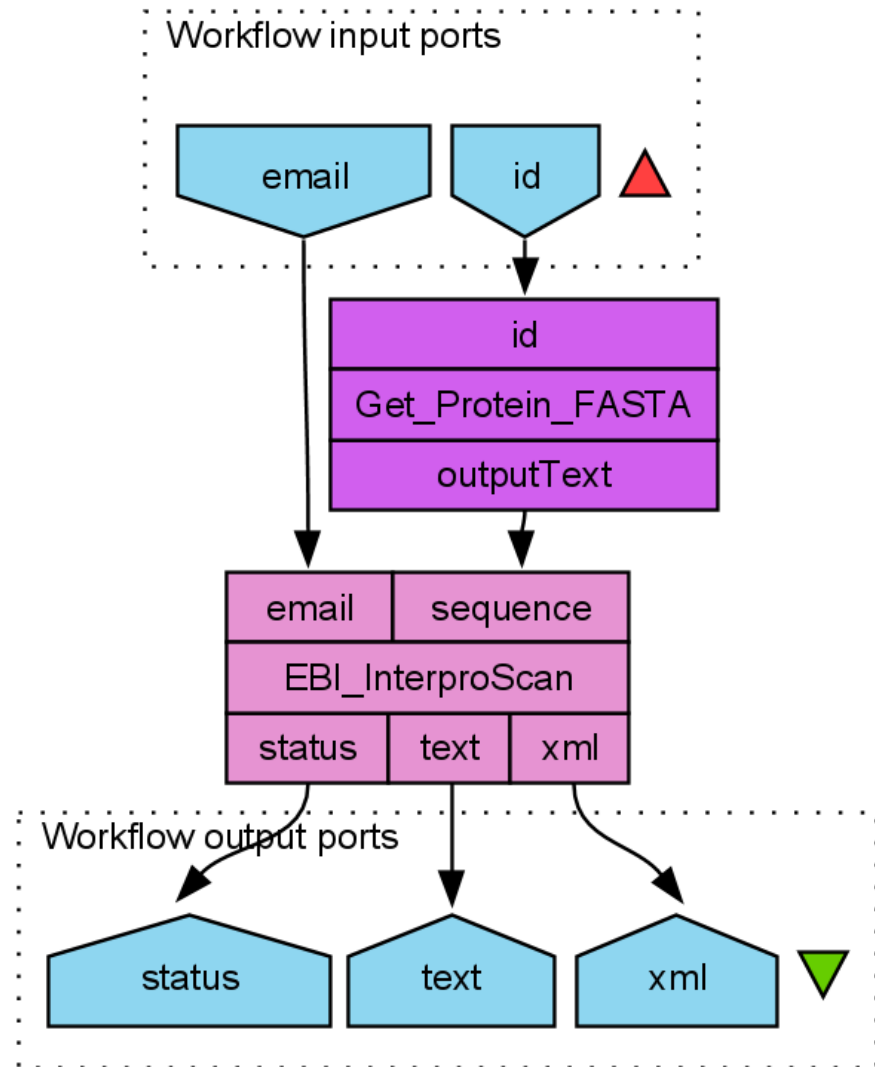 Workflow input ports
email
id
id
Get_Protein_FASTA
outputText
email sequence
EBI_InterproScan
status text xml
Workflow output ports
status
text
xml